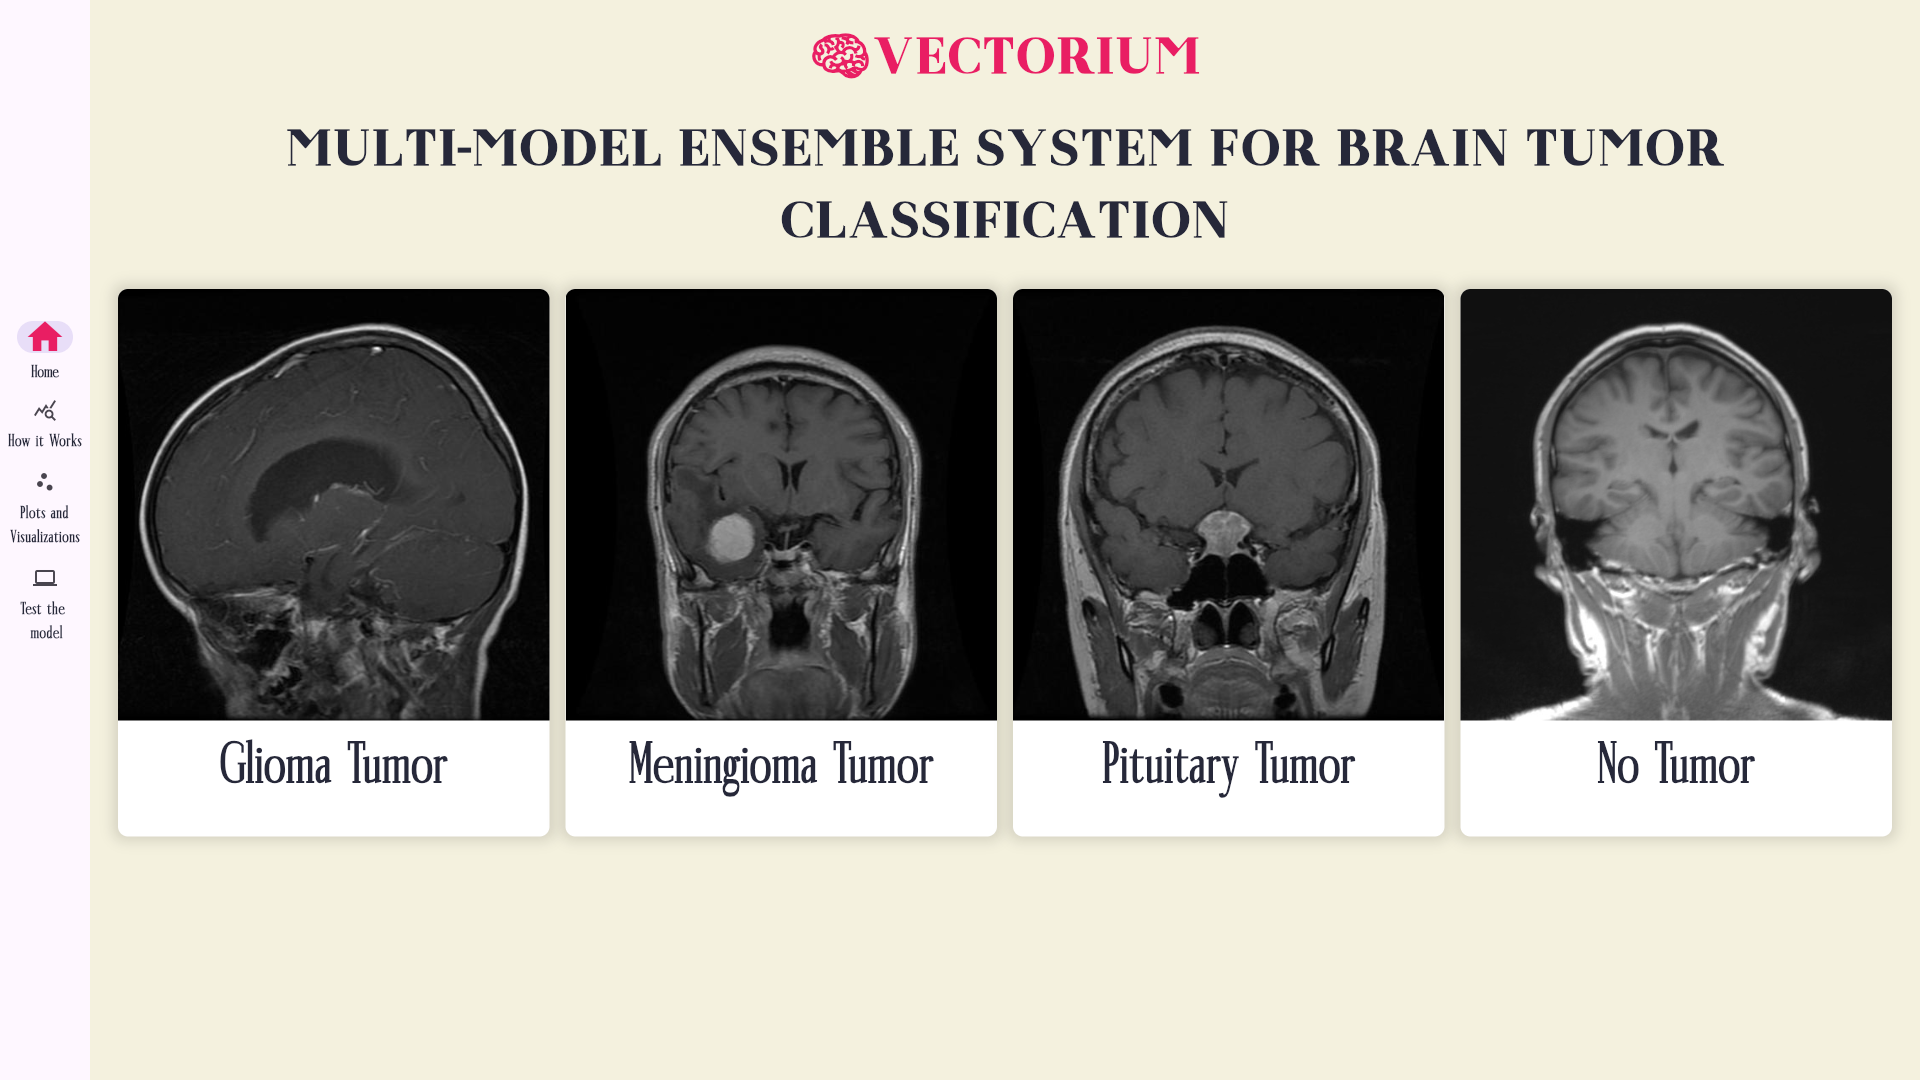 VECTORIUM
MULTI-MODEL ENSEMBLE SYSTEM FOR BRAIN TUMOR
CLASSIFICATION
Home
How it Works
Plots and
Visualizations
Test the
model
Glioma Tumor
Meningioma Tumor
Pituitary Tumor
No Tumor